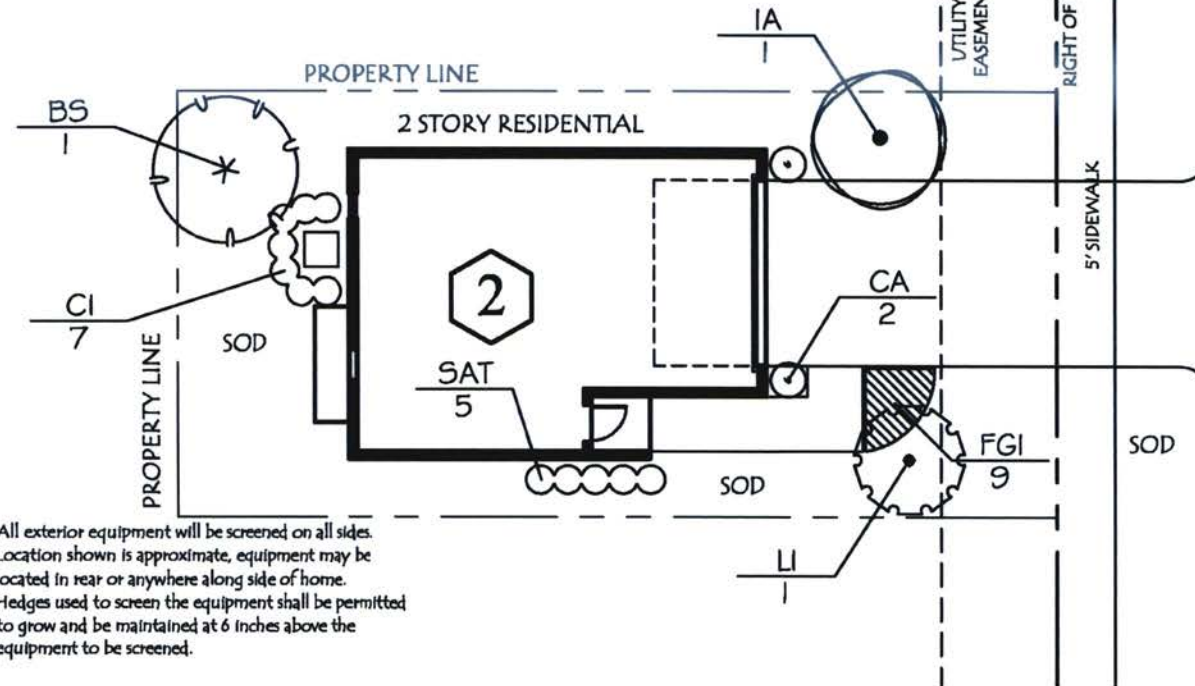 IA
1
UTILITY
EASEMEN
RIGHT OF
PROPERTY LINE
BS
1
2 STORY RESIDENTIAL
5' SIDEWALK
CI
7
SOD
PROPERTY LINE
2
CA
2
SAT
5
FGI
9
SOD
SOD
LI
1
All exterior equipment will be screened on all sides.
Location shown is approximate, equipment may be
ocated in rear or anywhere along side of home.
Hedges used to screen the equipment shall be permitted
to grow and be maintained at 6 inches above the
equipment to be screened.